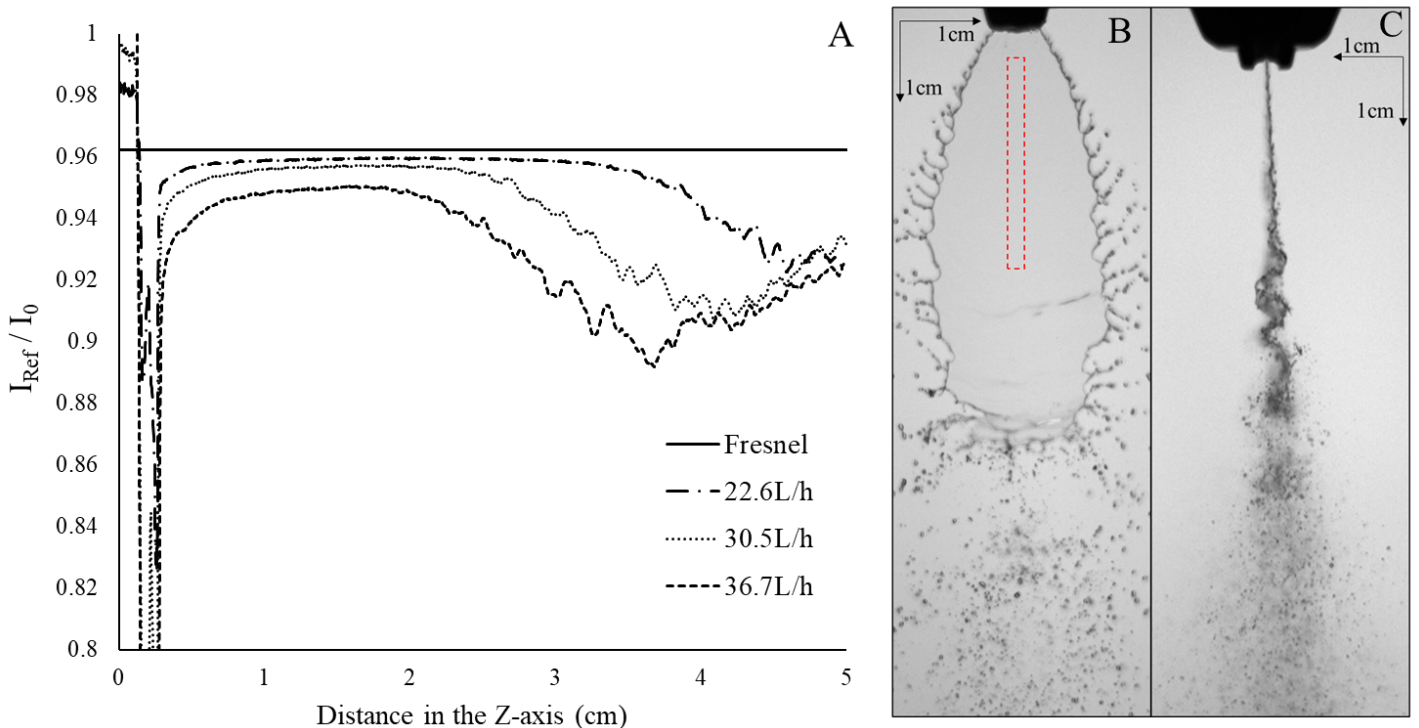 A
1
0.98
0.96
0.94
0.92
0.9
0.88
0.86
0.84
0.82
0.8
I_Ref / I_0
0 1 2 3 4 5
Distance in the Z-axis (cm)
Fresnel
22.6L/h
30.5L/h
36.7L/h
B
1cm
1cm
C
1cm
1cm